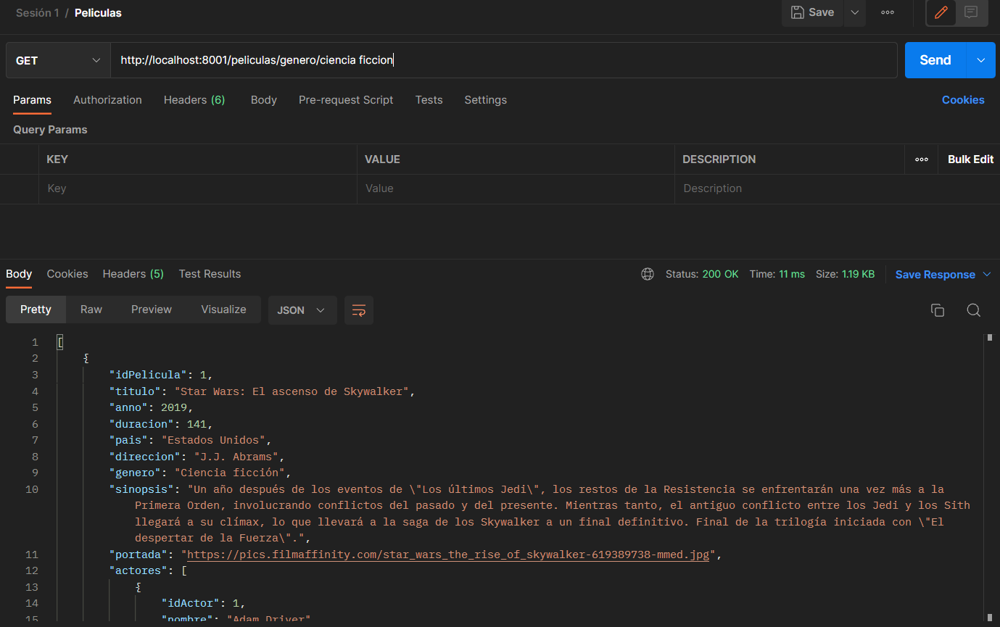 Sesión 1 / Peliculas
Save
GET http://localhost:8001/peliculas/genero/ciencia ficcion Send
Params Authorization Headers (6) Body Pre-request Script Tests Settings Cookies
Query Params
KEY VALUE DESCRIPTION Bulk Edit
Key Value Description
Body Cookies Headers (5) Test Results Status: 200 OK Time: 11 ms Size: 1.19 KB Save Response
Pretty Raw Preview Visualize JSON
1 [
2 {
3 "idPelicula": 1,
4 "titulo": "Star Wars: El ascenso de Skywalker",
5 "anno": 2019,
6 "duracion": 141,
7 "pais": "Estados Unidos",
8 "direccion": "J.J. Abrams",
9 "genero": "Ciencia ficción",
10 "sinopsis": "Un año después de los eventos de \"Los últimos Jedi\", los restos de la Resistencia se enfrentarán una vez más a la
Primera Orden, involucrando conflictos del pasado y del presente. Mientras tanto, el antiguo conflicto entre los Jedi y los Sith
llegará a su clímax, lo que llevará a la saga de los Skywalker a un final definitivo. Final de la trilogía iniciada con \"El
despertar de la Fuerza\".",
11 "portada": "https://pics.filmaffinity.com/star_wars_the_rise_of_skywalker-619389738-mmed.jpg",
12 "actores": [
13 {
14 "idActor": 1,
15 "nombre": "Adam Driver"